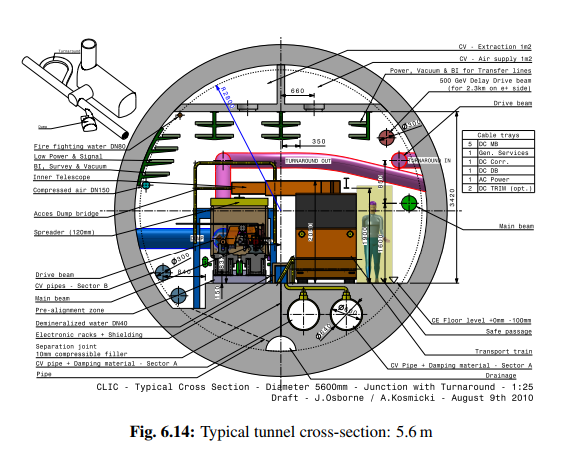 Turnaround
Dump
CV - Extraction 1m2
CV - Air supply 1m2
Power, Vacuum & BI for Transfer lines
500 GeV Delay Drive beam
(for 2.3km on e+ side)
Drive beam
660
350
Cable trays
5 DC MB
1 Gen. Services
1 DC Corr.
1 DC DB
1 AC Power
2 DC TRIM (opt.)
Fire fighting water DN80
Low Power & Signal
BI, Survey & Vacuum
Inner Telescope
Compressed air DN150
Acces Dump bridge
Spreader (120mm)
TURNAROUND OUT
TURNAROUND IN
3420
Main beam
Drive beam
CV pipes - Sector B
Main beam
Pre-alignment zone
Demineralized water DN40
Electronic racks + Shielding
Separation joint
10mm compressible filler
CV pipe + Damping material - Sector A
Pipe
CE Floor level +0mm -100mm
Safe passage
Transport train
CV Pipe + Damping material - Sector A
Drainage
CLIC - Typical Cross Section - Diameter 5600mm - Junction with Turnaround - 1:25
Draft - J.Osborne / A.Kosmicki - August 9th 2010
Fig. 6.14: Typical tunnel cross-section: 5.6 m